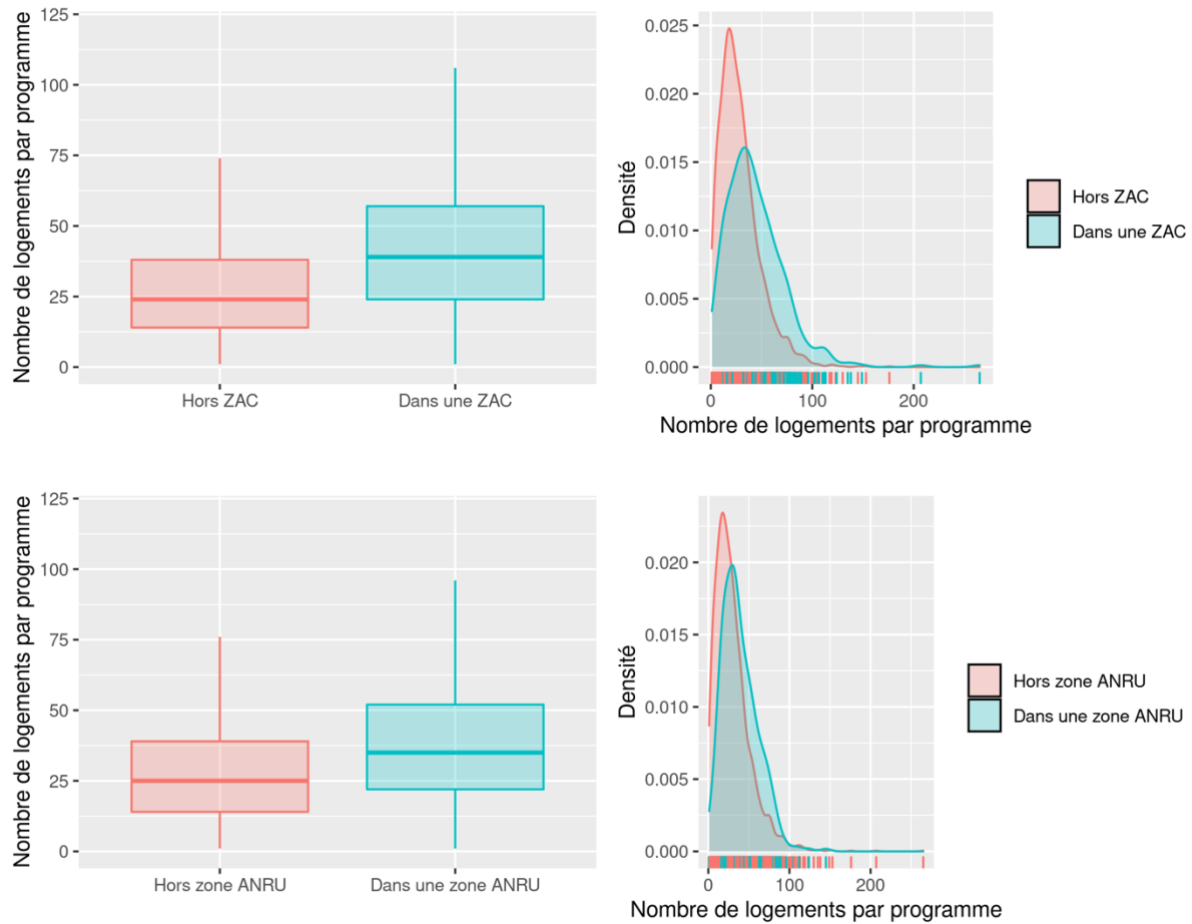 Nombre de logements par programme
125
100
75
50
25
0
Hors ZAC
Dans une ZAC
Densité
0.025
0.020
0.015
0.010
0.005
0.000
0
100
200
Nombre de logements par programme
Hors ZAC
Dans une ZAC
Nombre de logements par programme
125
100
75
50
25
0
Hors zone ANRU
Dans une zone ANRU
Densité
0.020
0.015
0.010
0.005
0.000
0
100
200
Nombre de logements par programme
Hors zone ANRU
Dans une zone ANRU